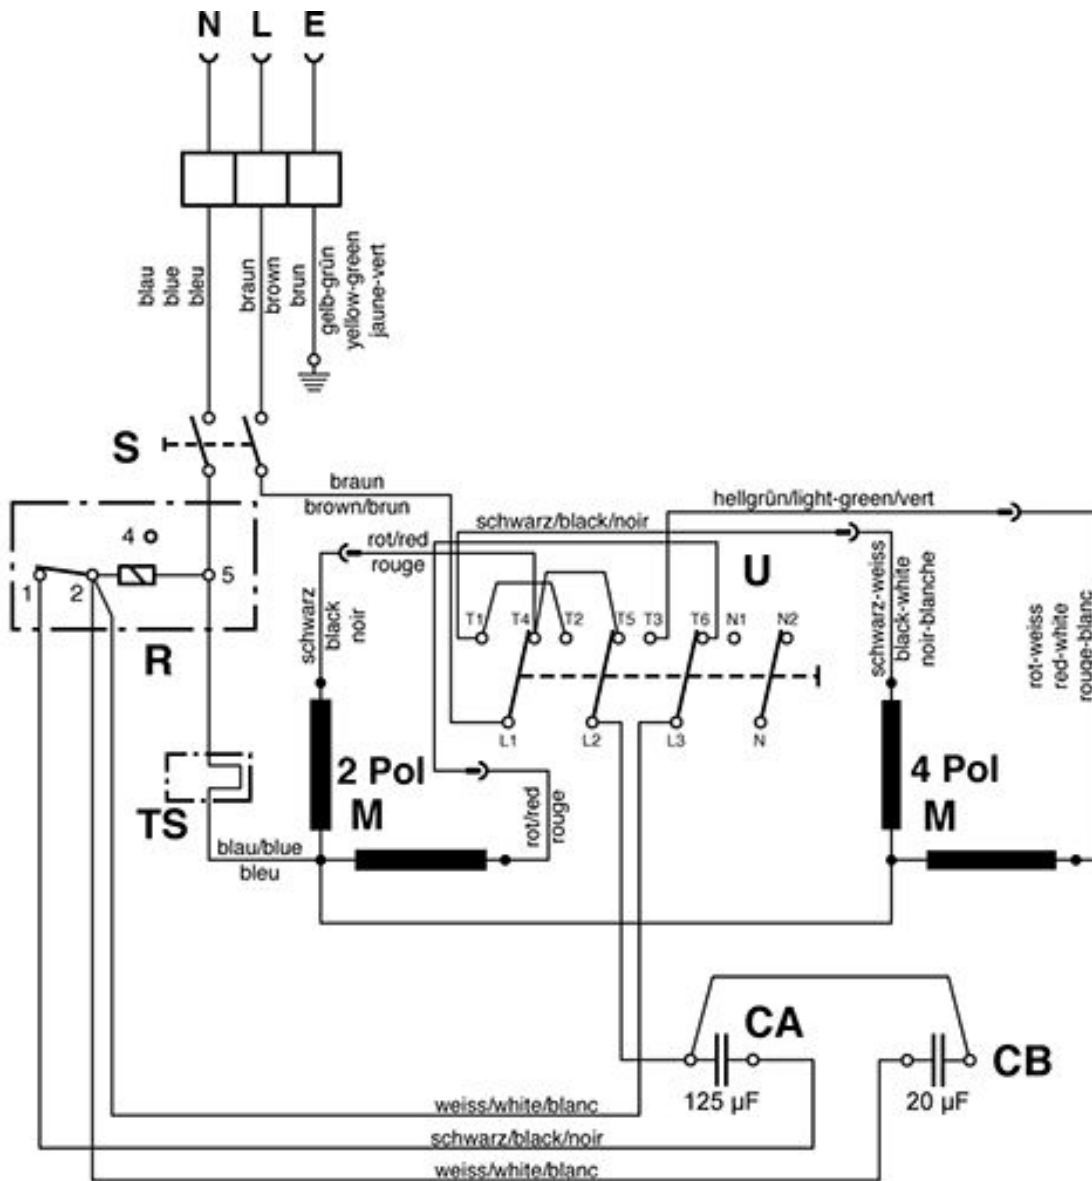 N L E
blau
blue
bleu
braun
brown
brun
gelb-grün
yellow-green
jaune-vert
S
braun
brown/brun
hellgrün/light-green/vert
schwarz/black/noir
rot/red
rouge
4
5
1
2
R
U
schwarz
black
noir
T1
T4
T2
T5
T3
T6
N1
N2
schwarz-weiss
black-white
noir-blanche
rot-weiss
red-white
rouge-blanc
L1
L2
L3
N
2 Pol
M
4 Pol
M
TS
rot/red
rouge
blau/blue
bleu
CA
CB
125 µF
20 µF
weiss/white/blanc
schwarz/black/noir
weiss/white/blanc